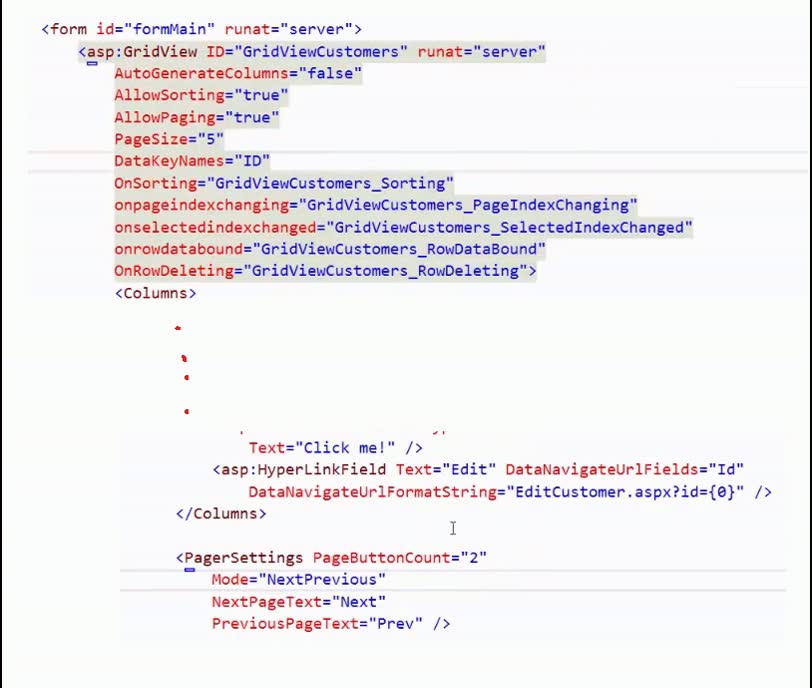 <form id="formMain" runat="server">
<asp:GridView ID="GridViewCustomers" runat="server"
AutoGenerateColumns="false"
AllowSorting="true"
AllowPaging="true"
PageSize="5"
DataKeyNames="ID"
OnSorting="GridViewCustomers_Sorting"
onpageindexchanging="GridViewCustomers_PageIndexChanging"
onselectedindexchanged="GridViewCustomers_SelectedIndexChanged"
onrowdatabound="GridViewCustomers_RowDataBound"
OnRowDeleting="GridViewCustomers_RowDeleting">
<Columns>
Text="Click me!" />
<asp:HyperLinkField Text="Edit" DataNavigateUrlFields="Id"
DataNavigateUrlFormatString="EditCustomer.aspx?id={0}" />
</Columns>
<PagerSettings PageButtonCount="2"
Mode="NextPrevious"
NextPageText="Next"
PreviousPageText="Prev" />